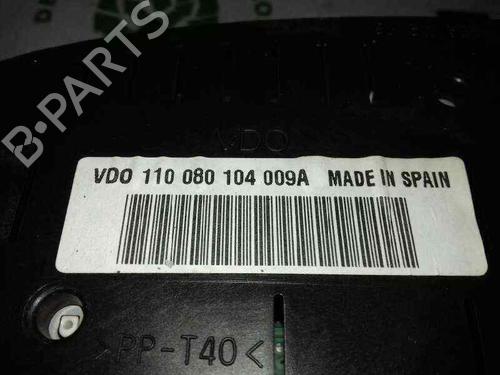 B-PARTS
VDO
VDO 110 080 104 009A MADE IN SPAIN
>PP-T40<